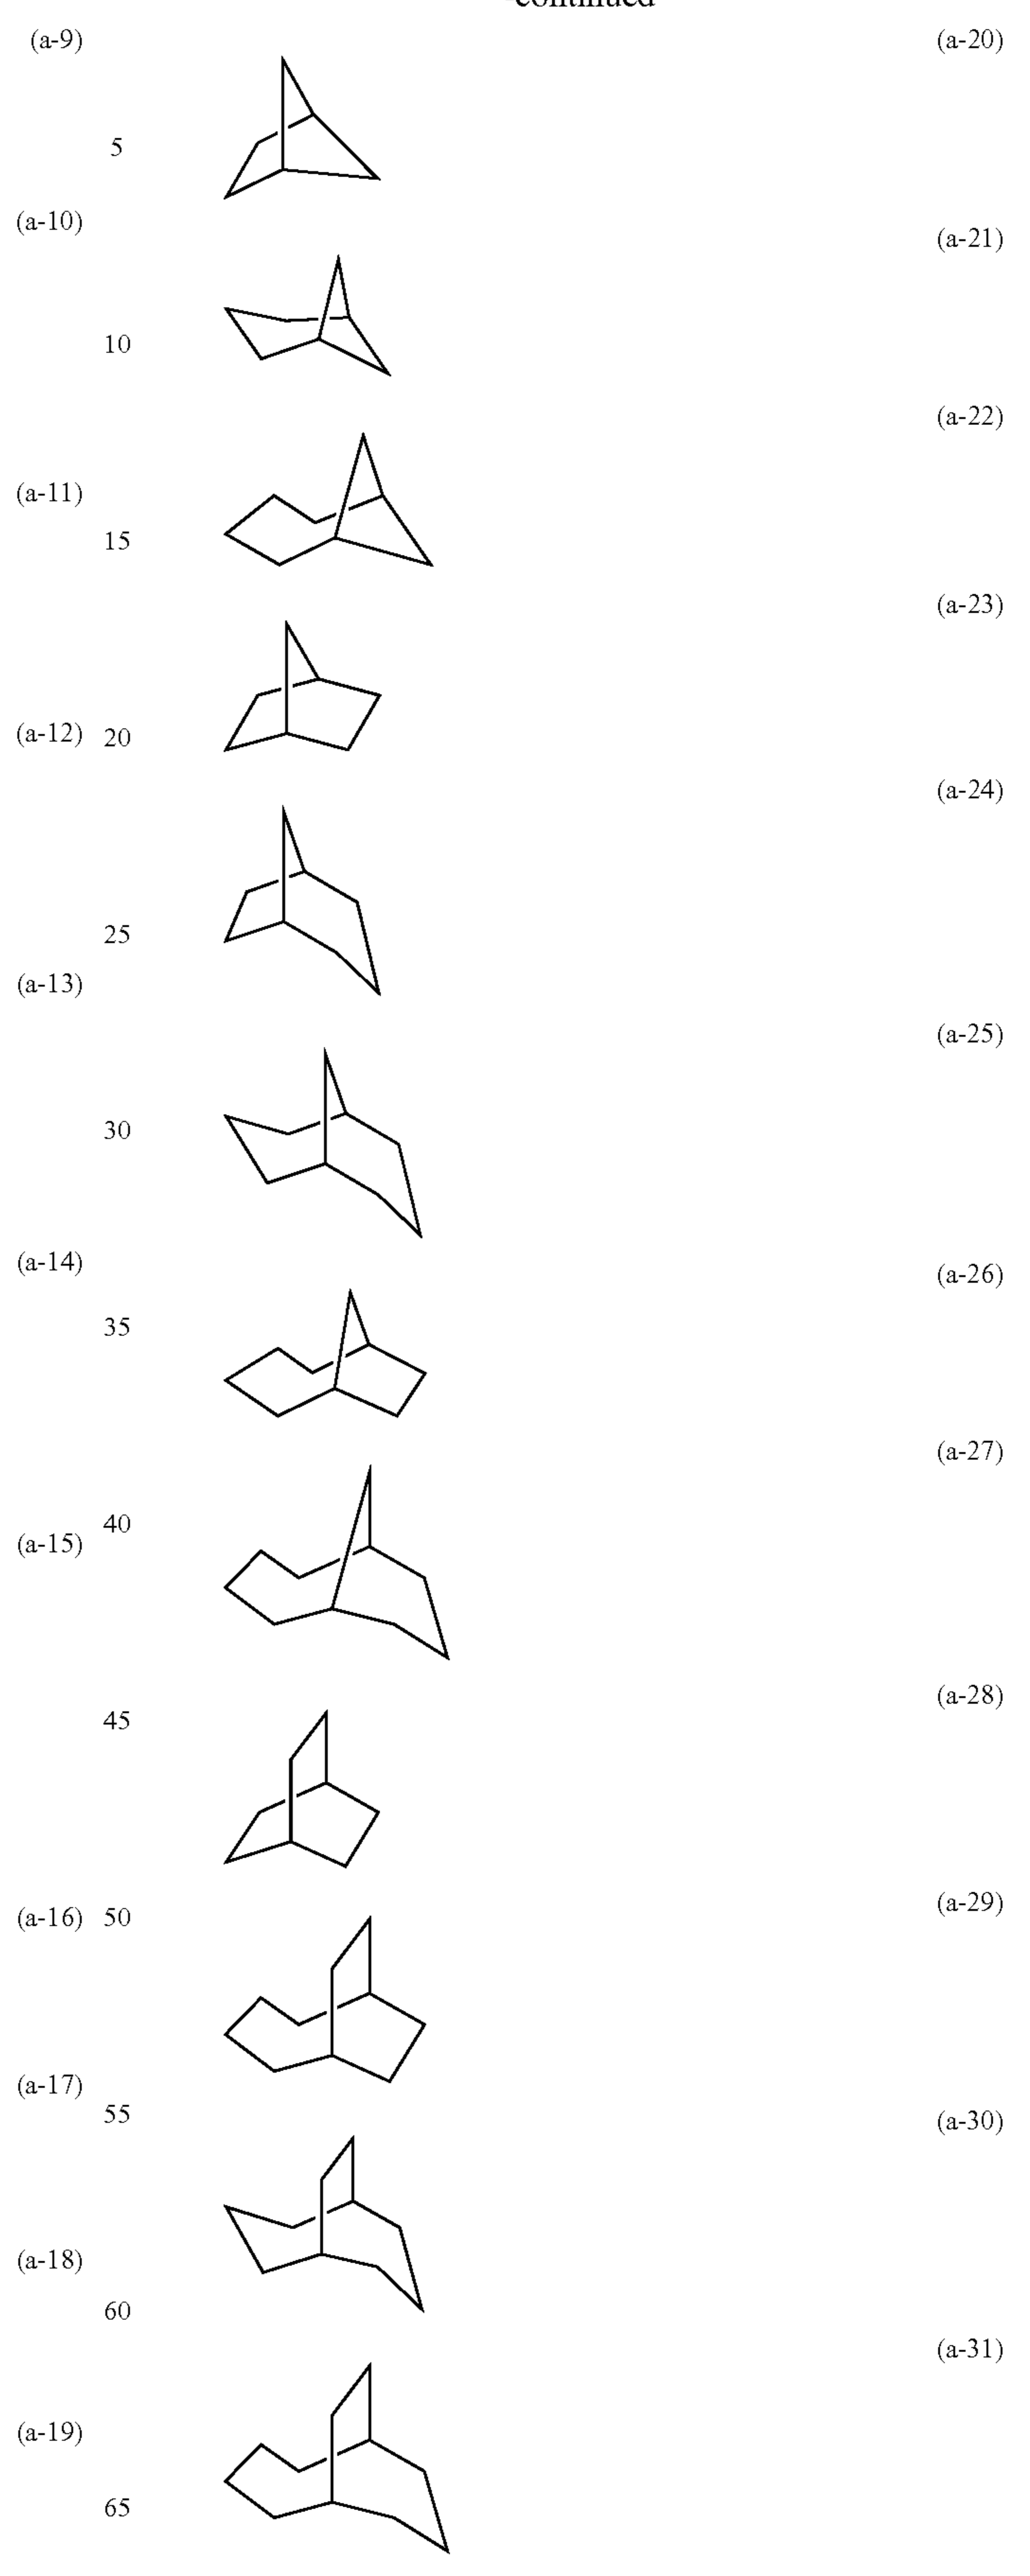 -continued
(a-9)
(a-20)
5
(a-10)
(a-21)
10
(a-22)
(a-11)
15
(a-23)
(a-12) 20
(a-24)
25
(a-13)
(a-25)
30
(a-14)
(a-26)
35
(a-27)
40
(a-15)
(a-28)
45
(a-29)
(a-16) 50
(a-17)
55
(a-30)
(a-18)
60
(a-31)
(a-19)
65